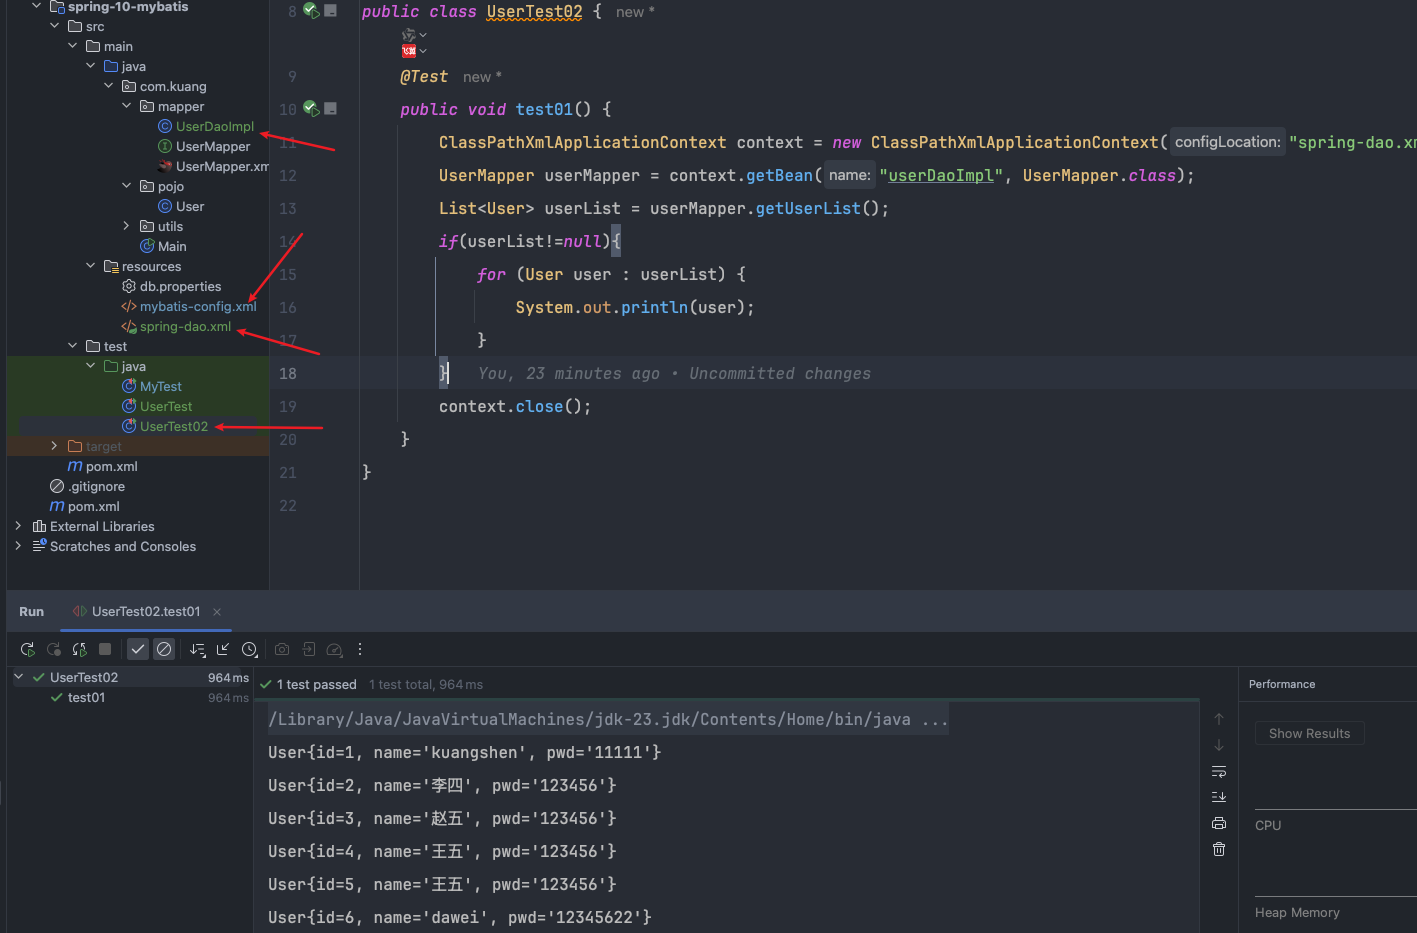 spring-10-mybatis
src
main
java
com.kuang
mapper
UserDaoImpl
UserMapper
UserMapper.xm
pojo
User
utils
Main
resources
db.properties
mybatis-config.xml
spring-dao.xml
test
java
MyTest
UserTest
UserTest02
target
pom.xml
.gitignore
pom.xml
External Libraries
Scratches and Consoles
8 public class UserTest02 { new *
9 @Test new *
10 public void test01() {
11 ClassPathXmlApplicationContext context = new ClassPathXmlApplicationContext( configLocation: "spring-dao.xm
12 UserMapper userMapper = context.getBean( name: "userDaoImpl", UserMapper.class);
13 List<User> userList = userMapper.getUserList();
14 if(userList!=null){
15 for (User user : userList) {
16 System.out.println(user);
17 }
18 } You, 23 minutes ago • Uncommitted changes
19 context.close();
20 }
21 }
22
Run UserTest02.test01
UserTest02 964 ms
test01 964 ms
1 test passed 1 test total, 964 ms
/Library/Java/JavaVirtualMachines/jdk-23.jdk/Contents/Home/bin/java ...
User{id=1, name='kuangshen', pwd='11111'}
User{id=2, name='李四', pwd='123456'}
User{id=3, name='赵五', pwd='123456'}
User{id=4, name='王五', pwd='123456'}
User{id=5, name='王五', pwd='123456'}
User{id=6, name='dawei', pwd='12345622'}
Performance
Show Results
CPU
Heap Memory